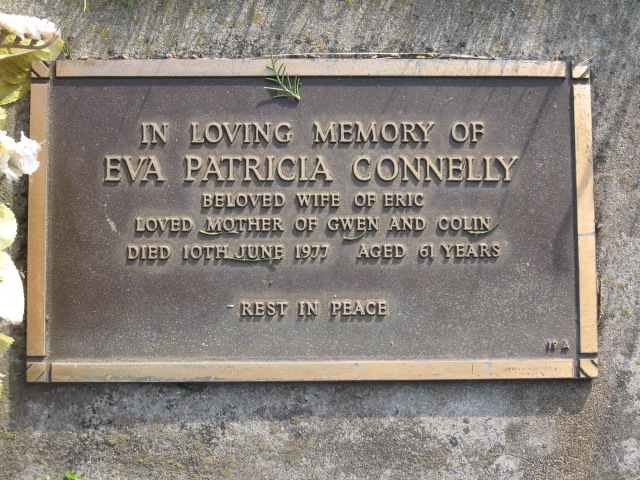 IN LOVING MEMORY OF
EVA PATRICIA CONNELLY
BELOVED WIFE OF ERIC
LOVED MOTHER OF GWEN AND COLIN
DIED 10TH JUNE 1977 AGED 61 YEARS
REST IN PEACE